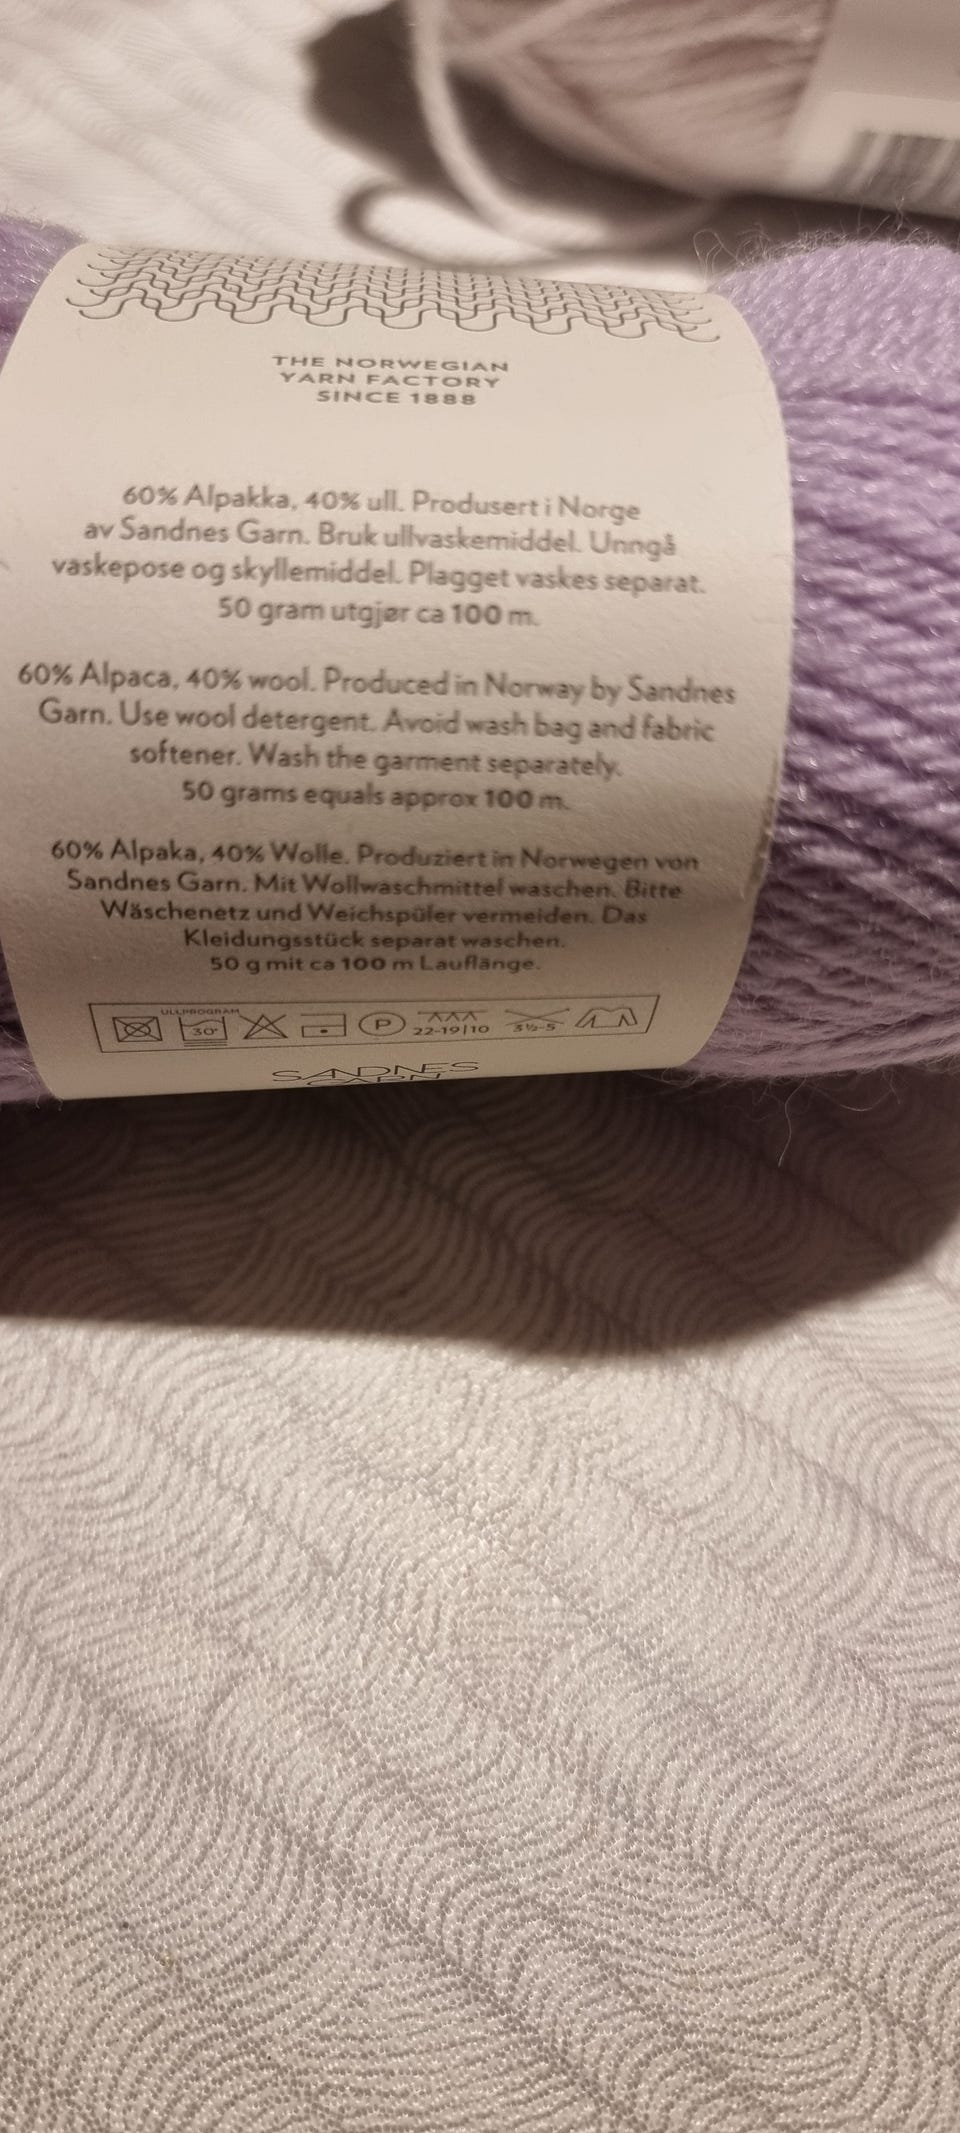 THE NORWEGIAN
YARN FACTORY
SINCE 1888
60% Alpakka, 40% ull. Produsert i Norge
av Sandnes Garn. Bruk ullvaskemiddel. Unngå
vaskepose og skyllemiddel. Plagget vaskes separat.
50 gram utgjør ca 100 m.
60% Alpaca, 40% wool. Produced in Norway by Sandnes
Garn. Use wool detergent. Avoid wash bag and fabric
softener. Wash the garment separately.
50 grams equals approx 100 m.
60% Alpaka, 40% Wolle. Produziert in Norwegen von
Sandnes Garn. Mit Wollwaschmittel waschen. Bitte
Wäschenetz und Weichspüler vermeiden. Das
Kleidungsstück separat waschen.
50 g mit ca 100 m Lauflänge.
ULLPROGRAM
30° P 22-19|10 3½-5
SANDNES
GARN